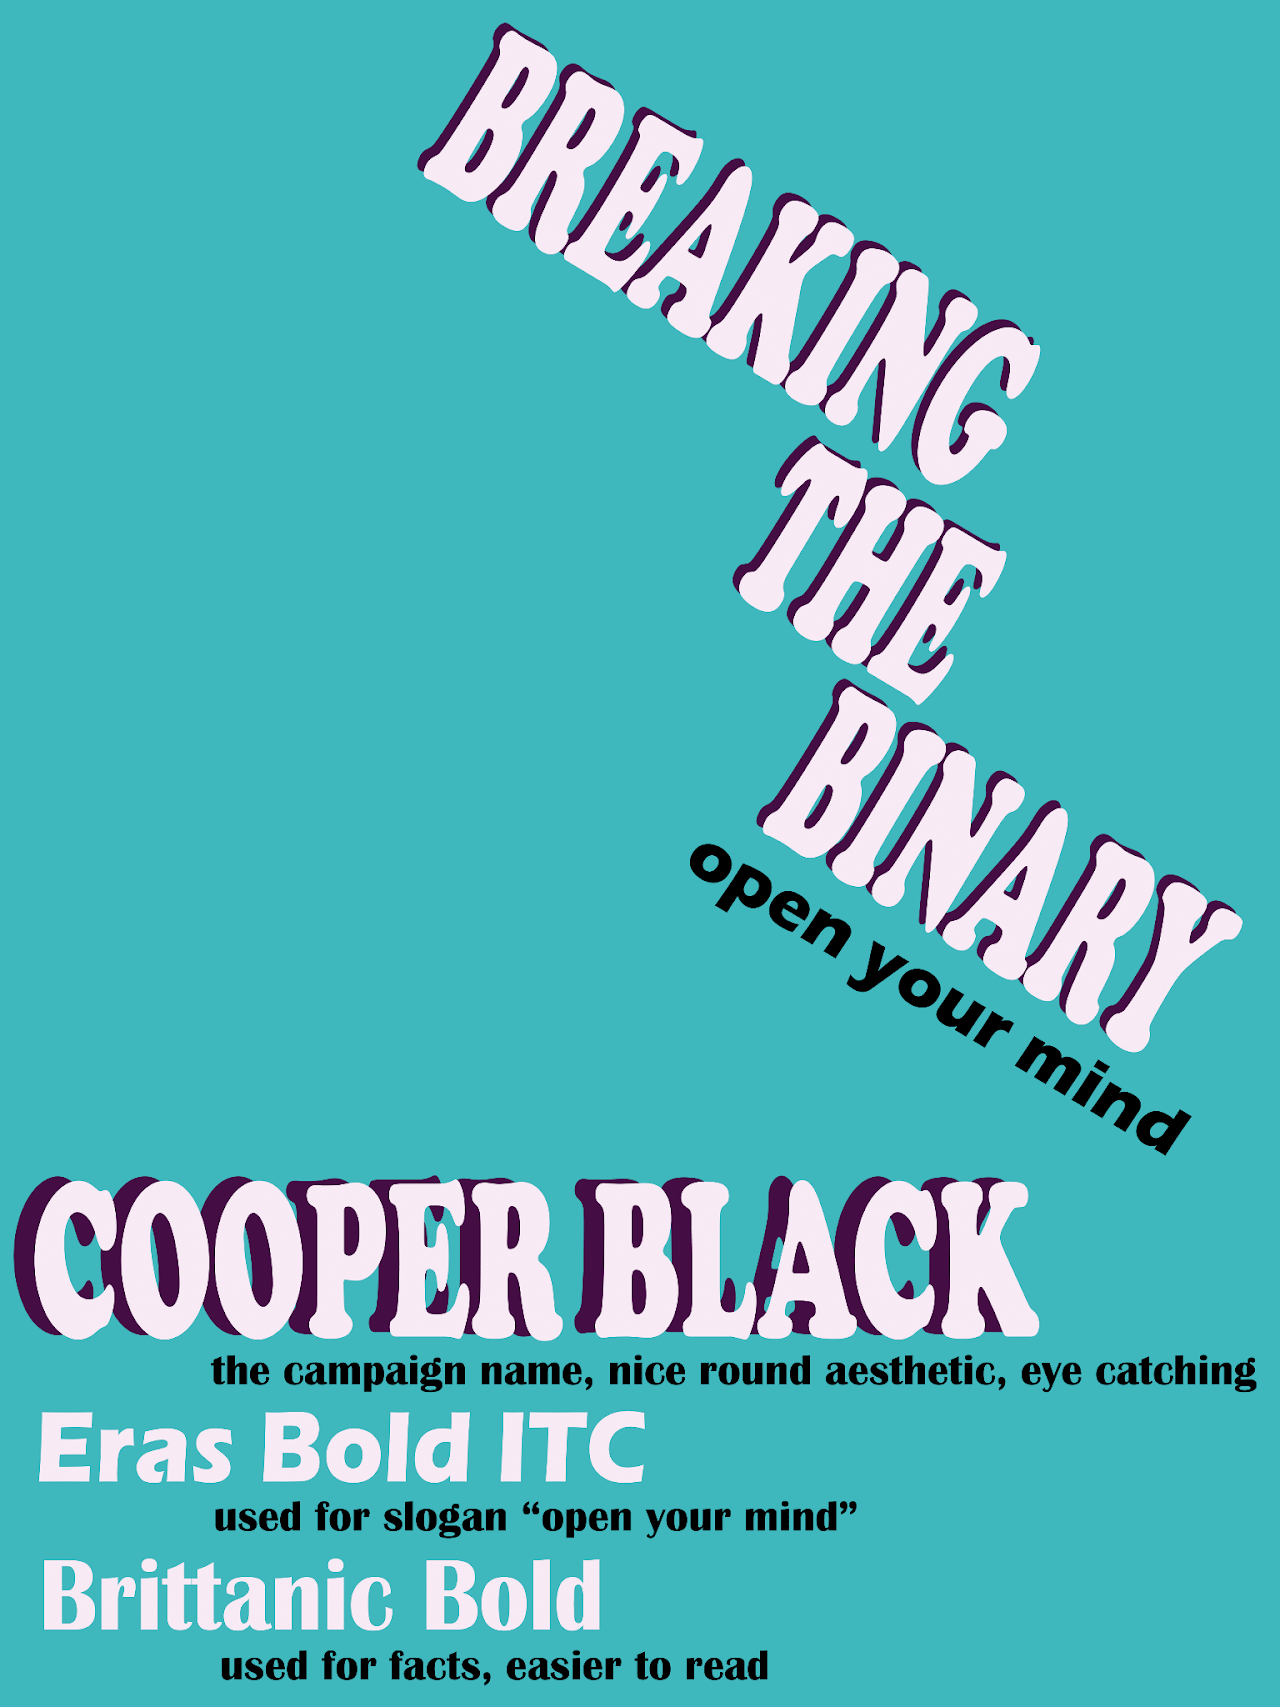 BREAKING
THE
BINARY
open your mind
COOPER BLACK
the campaign name, nice round aesthetic, eye catching
Eras Bold ITC
used for slogan “open your mind”
Brittanic Bold
used for facts, easier to read